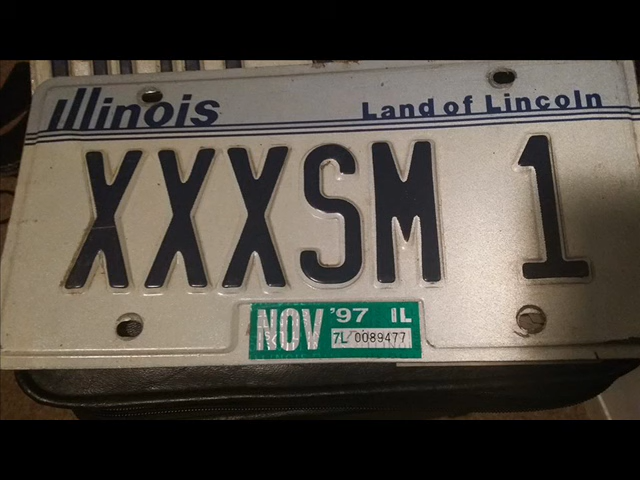 Illinois Land of Lincoln
XXXSM 1
NOV '97 IL
7L 0089477